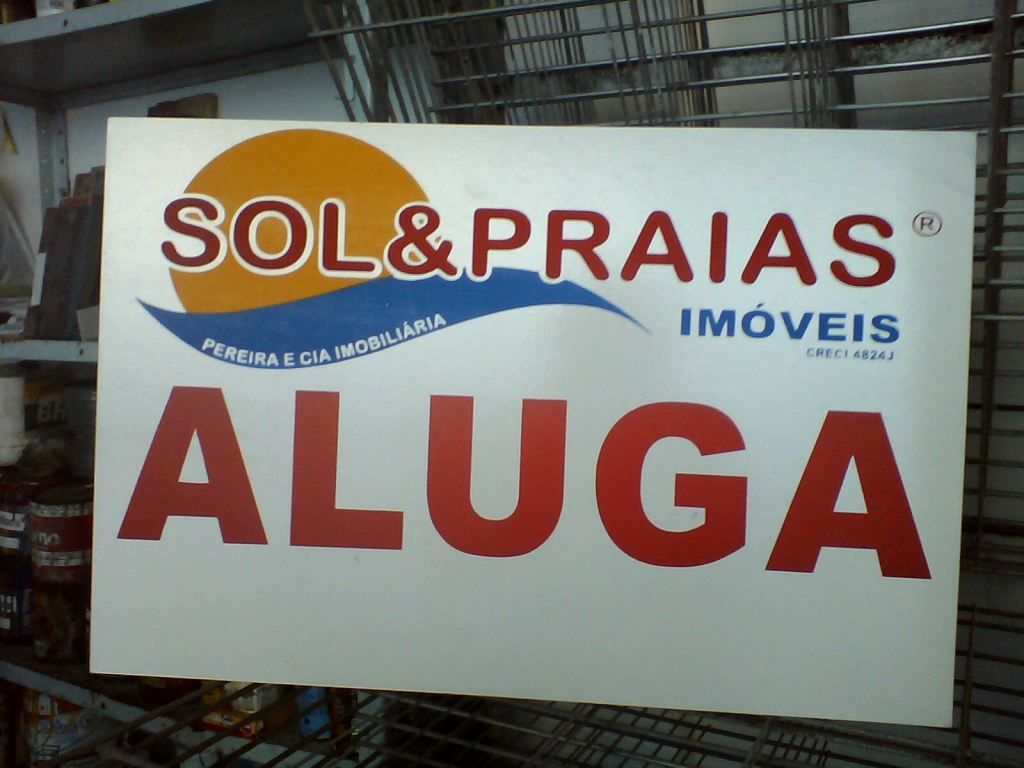 SOL&PRAIAS ®
IMÓVEIS
CRECI 4824J
PEREIRA E CIA IMOBILIÁRIA
ALUGA